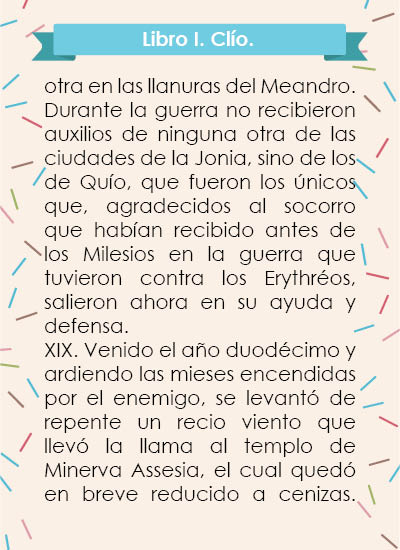 Libro I. Clío.
otra en las llanuras del Meandro.
Durante la guerra no recibieron
auxilios de ninguna otra de las
ciudades de la Jonia, sino de los
de Quío, que fueron los únicos
que, agradecidos al socorro
que habían recibido antes de
los Milesios en la guerra que
tuvieron contra los Erythréos,
salieron ahora en su ayuda y
defensa.
XIX. Venido el año duodécimo y
ardiendo las mieses encendidas
por el enemigo, se levantó de
repente un recio viento que
llevó la llama al templo de
Minerva Assesia, el cual quedó
en breve reducido a cenizas.